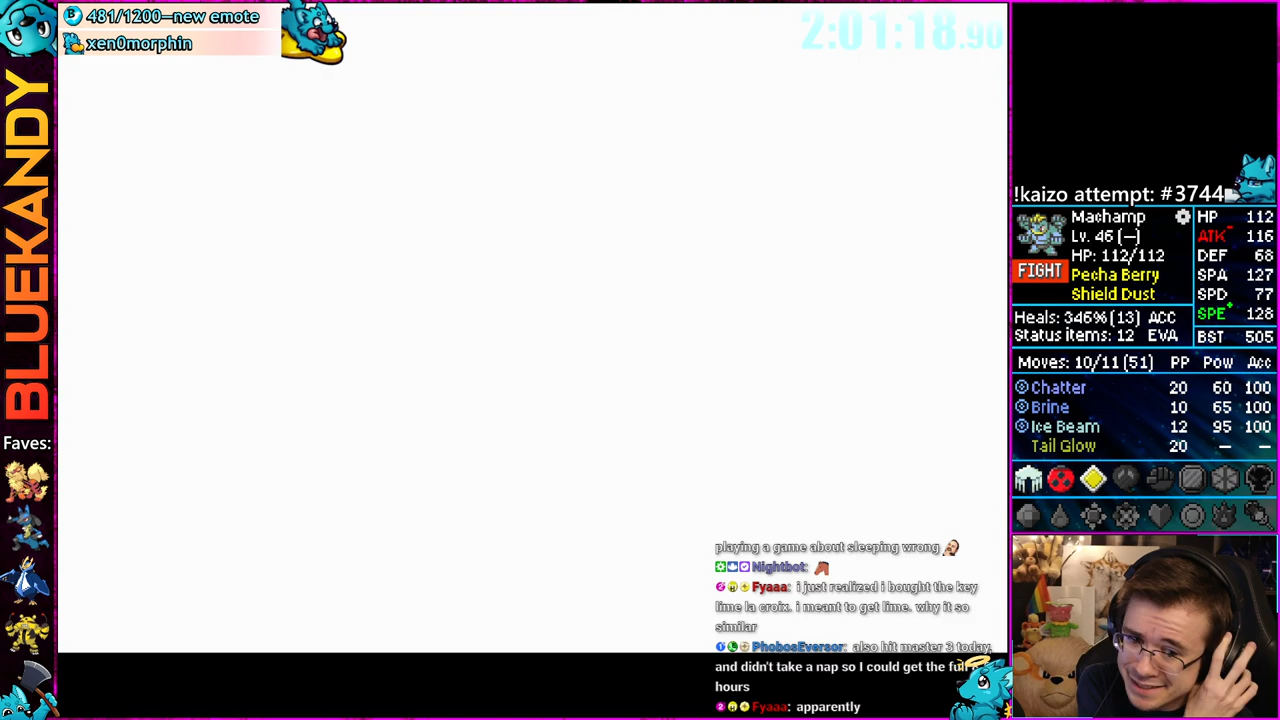 481/1200–new emote
xen0morphin
2:01:18.90
BLUEKANDY
Faves:
!kaizo attempt: #3744
Machamp
Lv. 46 (—)
HP: 112/112
FIGHT
Pecha Berry
Shield Dust
HP 112
ATK 116
DEF 68
SPA 127
SPD 77
SPE 128
BST 505
Heals: 346% (13) ACC
Status items: 12 EVA
Moves: 10/11 (51) PP Pow Acc
Chatter 20 60 100
Brine 10 65 100
Ice Beam 12 95 100
Tail Glow 20 — —
playing a game about sleeping wrong
Nightbot:
Fyaaa: i just realized i bought the key
lime la croix. i meant to get lime. why it so
similar
PhobosEversor: also hit master 3 today,
and didn't take a nap so I could get the
hours
Fyaaa: apparently